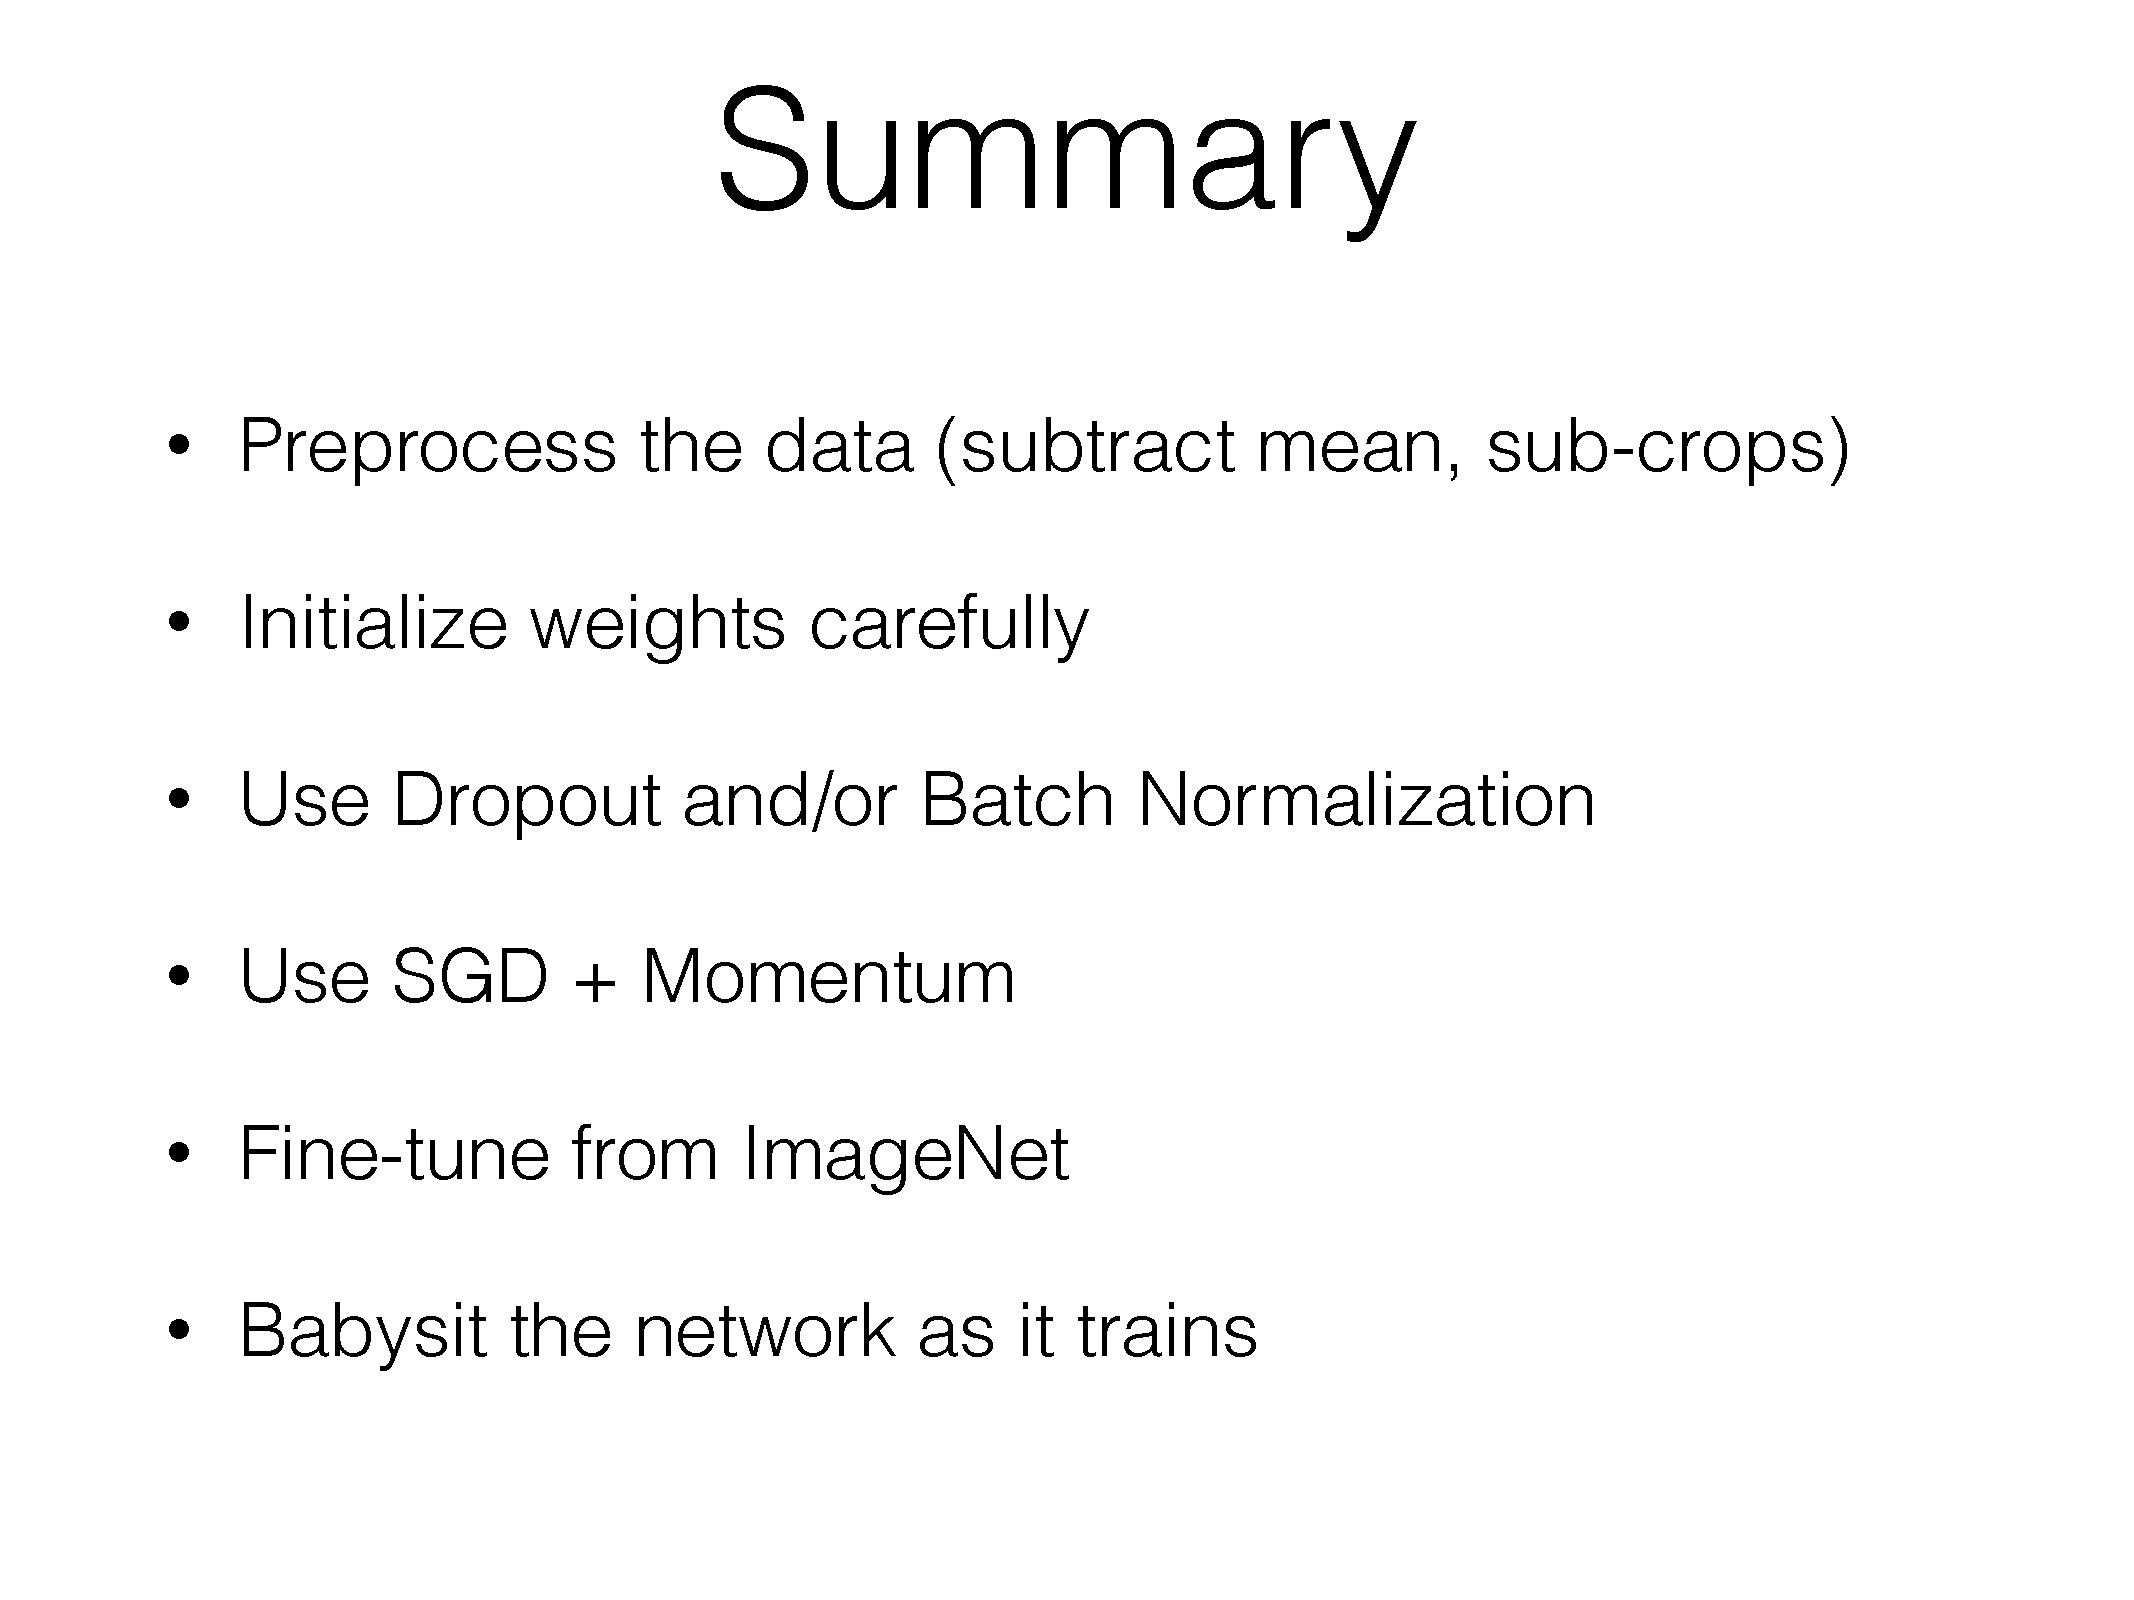 Summary
• Preprocess the data (subtract mean, sub-crops)
• Initialize weights carefully
• Use Dropout and/or Batch Normalization
• Use SGD + Momentum
• Fine-tune from ImageNet
• Babysit the network as it trains